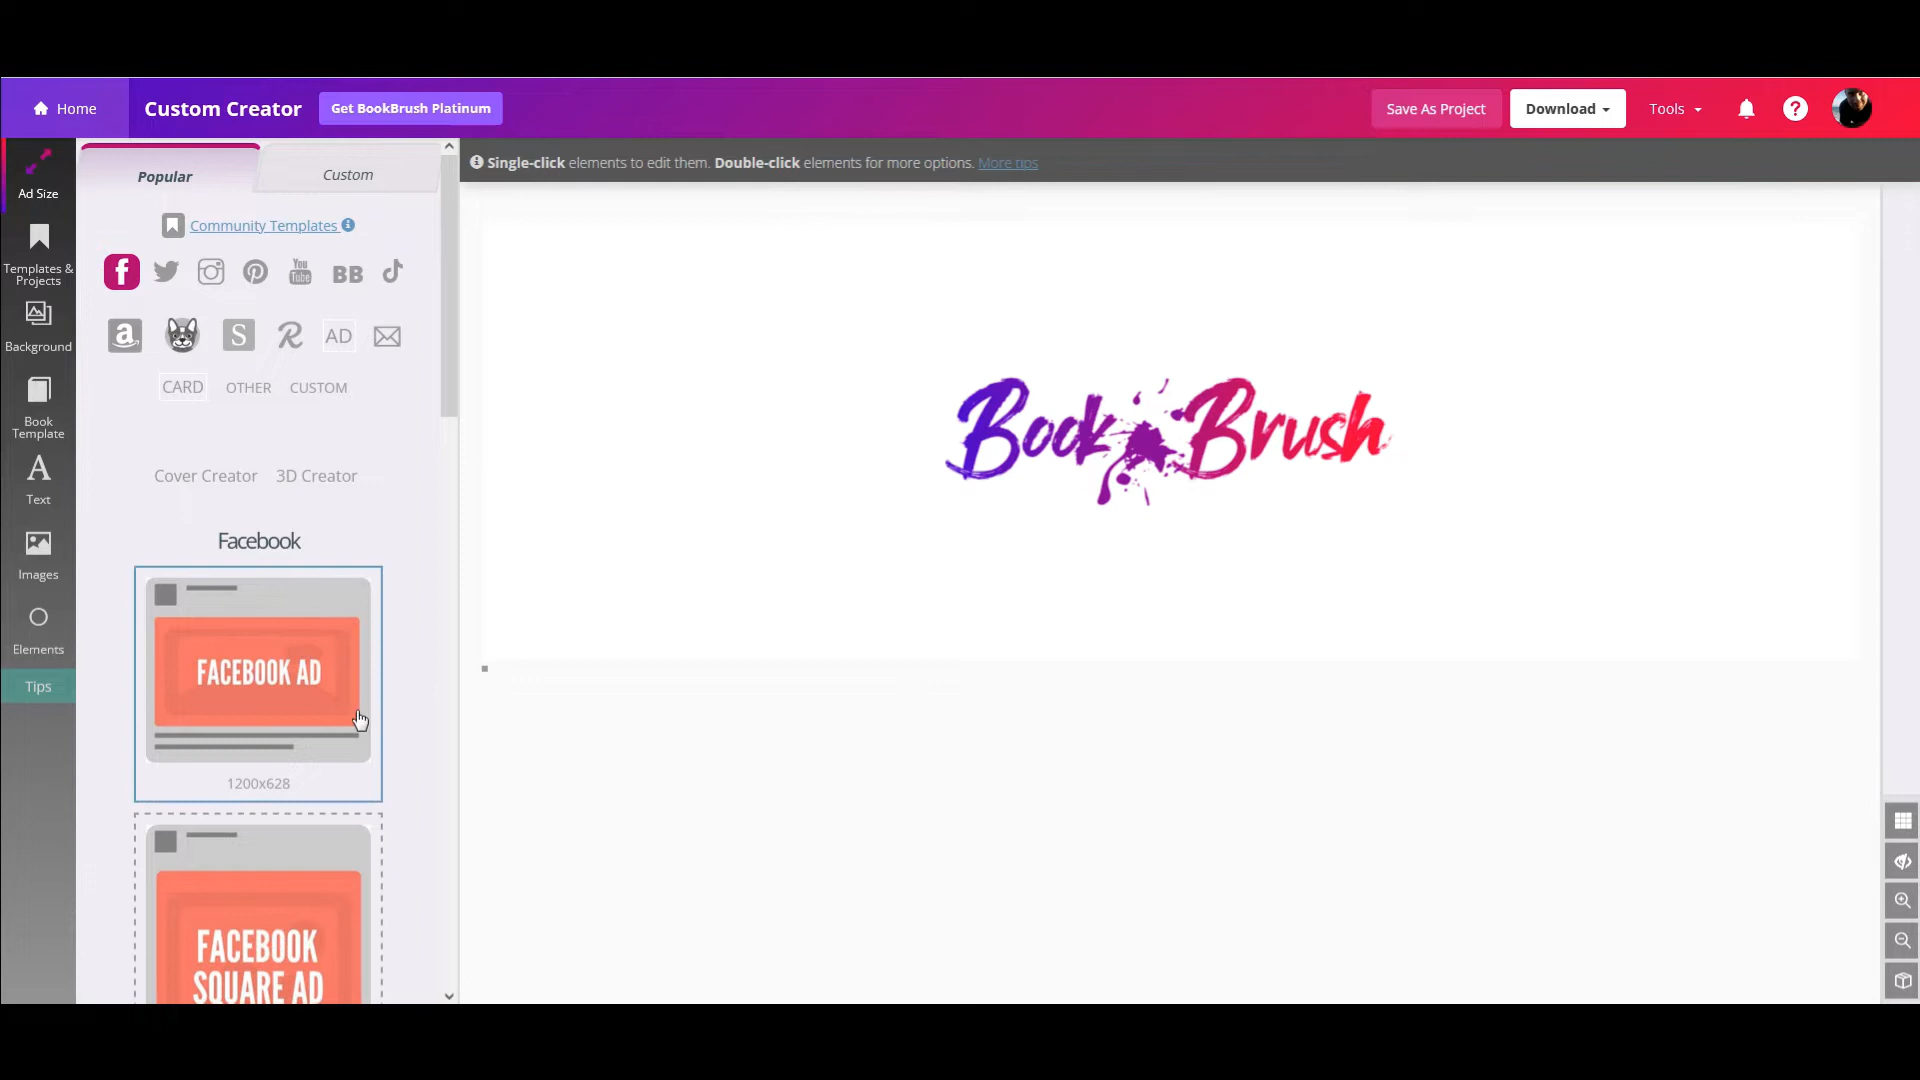 Home
Custom Creator
Get BookBrush Platinum
Save As Project
Download
Tools
?
Ad Size
Templates &
Projects
Background
Book
Template
Text
Images
Elements
Tips
Popular
Custom
Community Templates
You
Tube
BB
AD
CARD
OTHER
CUSTOM
Cover Creator
3D Creator
Facebook
FACEBOOK AD
1200x628
FACEBOOK
SQUARE AD
Single-click elements to edit them. Double-click elements for more options. More tips
Book Brush